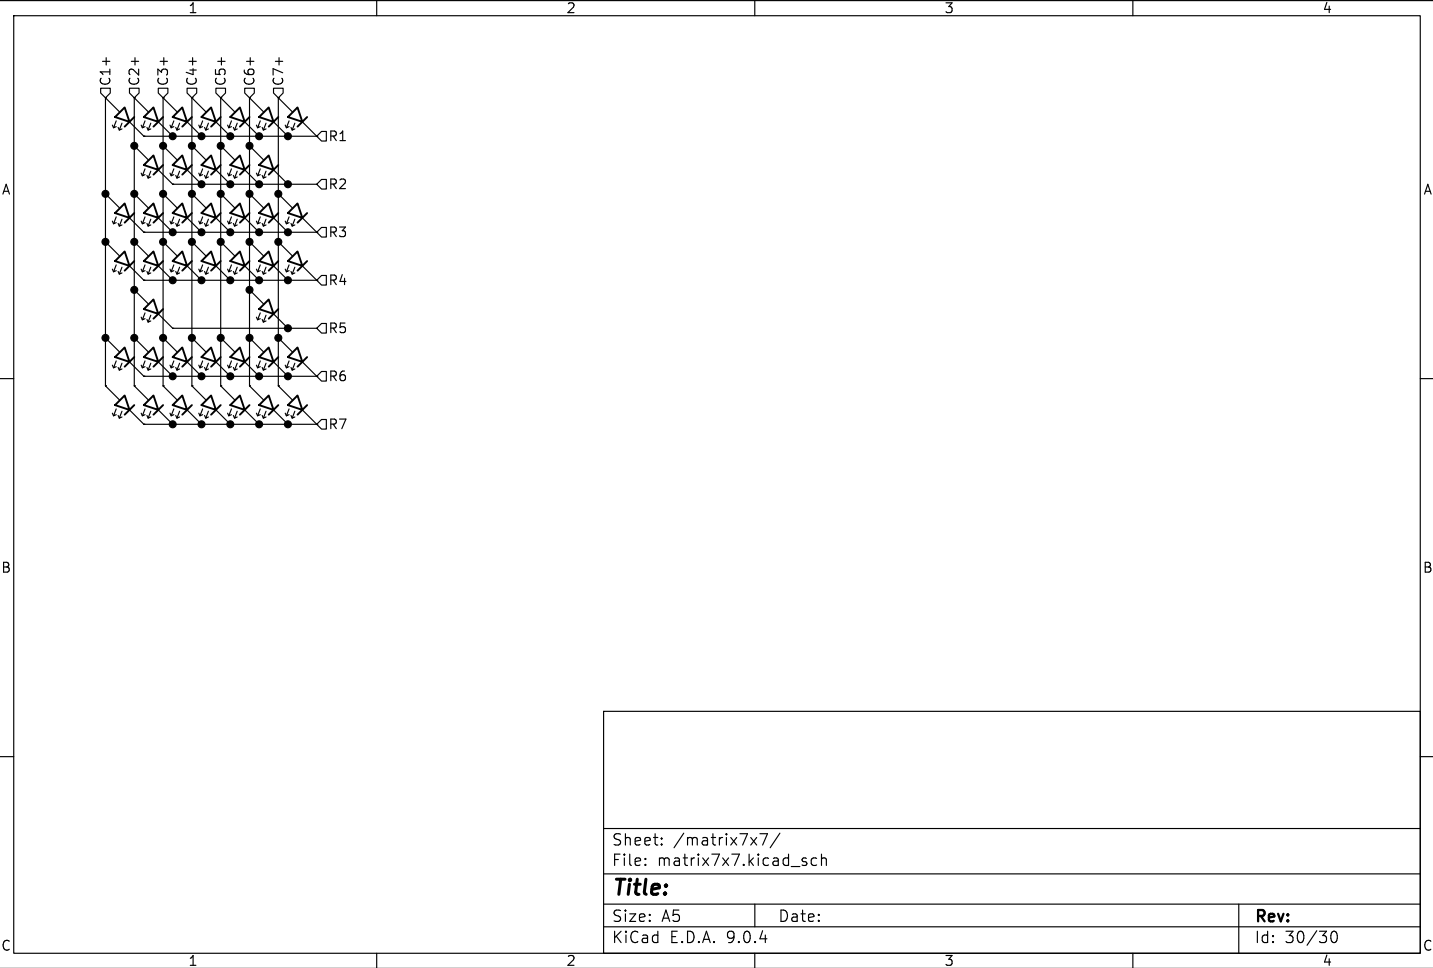 1 2 3 4
C1+ C2+ C3+ C4+ C5+ C6+ C7+
R1
R2
A A
R3
R4
R5
R6
R7
B B
Sheet: /matrix7x7/
File: matrix7x7.kicad_sch
Title:
Size: A5 Date: Rev:
KiCad E.D.A. 9.0.4 Id: 30/30
C C
1 2 3 4